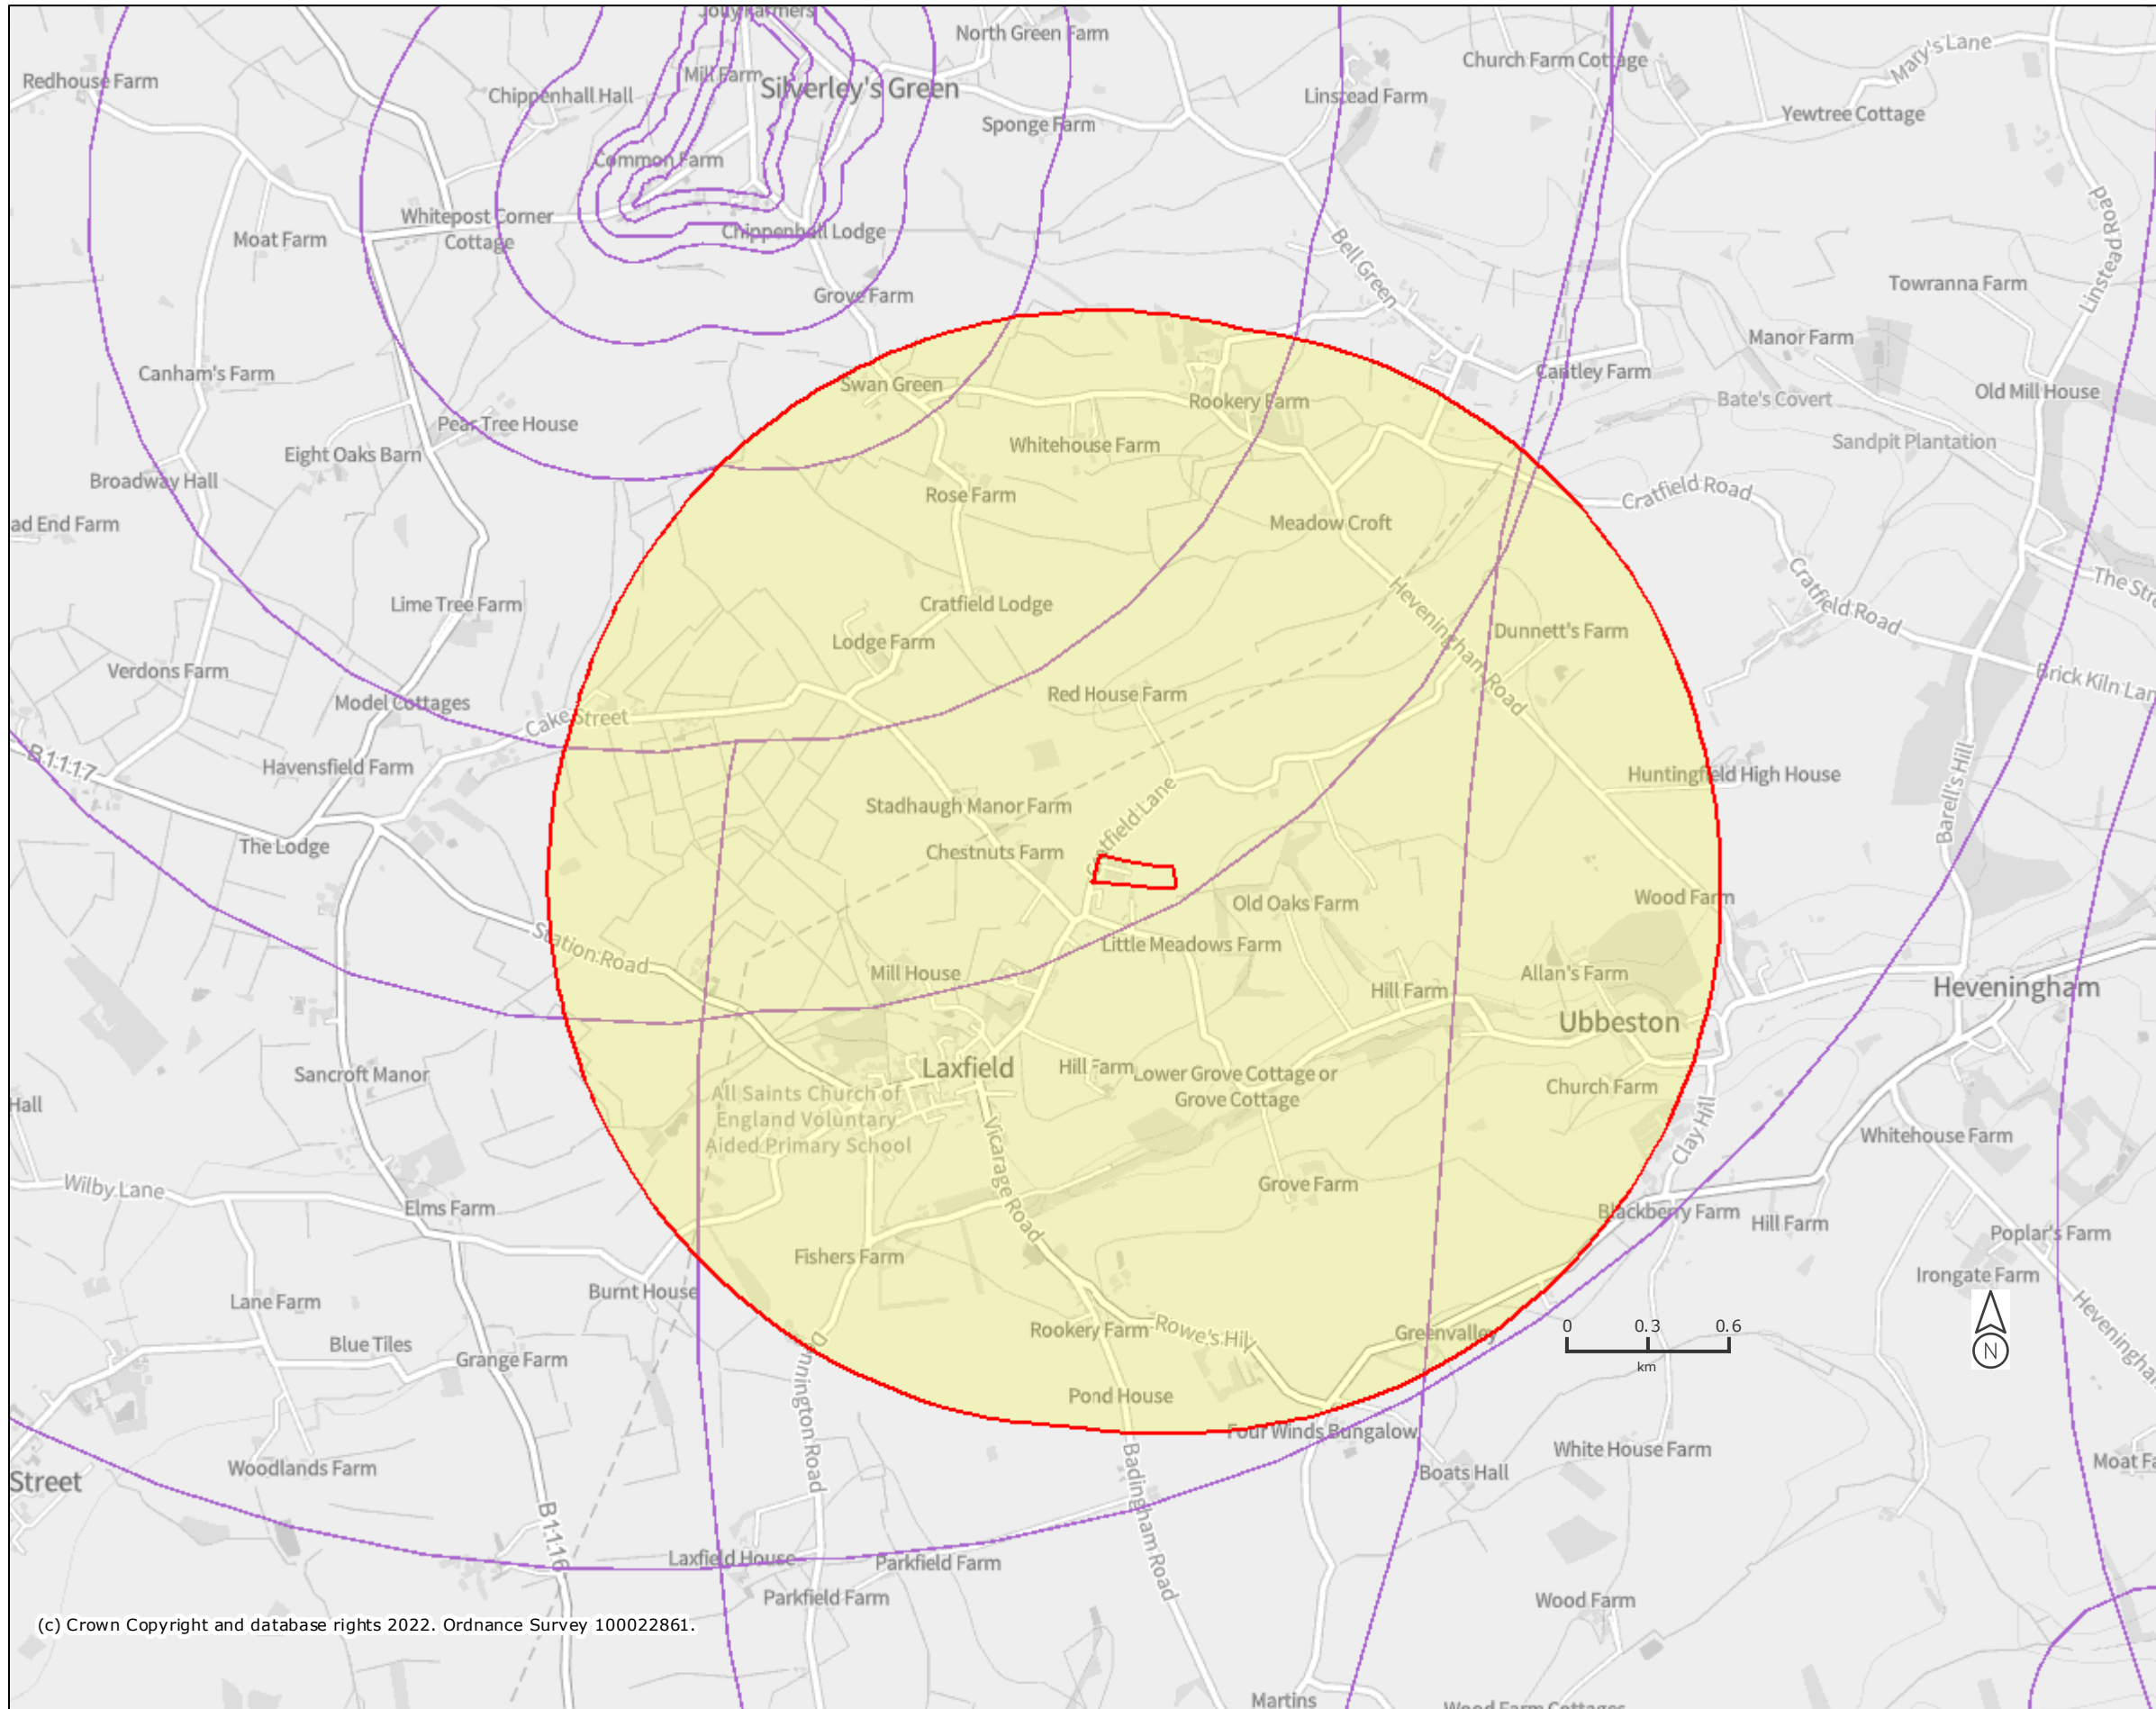 Jolly Farmers
North Green Farm
Church Farm Cottage
Mary's Lane
Redhouse Farm
Mill Farm
Silverley's Green
Chippenhall Hall
Linstead Farm
Yewtree Cottage
Sponge Farm
Common Farm
Whitepost Corner
Cottage
Moat Farm
Chippenhall Lodge
Bell Green
Linstead Road
Grove Farm
Towranna Farm
Manor Farm
Canham's Farm
Swan Green
Cantley Farm
Old Mill House
Rookery Farm
Bate's Covert
Pear Tree House
Whitehouse Farm
Sandpit Plantation
Eight Oaks Barn
Broadway Hall
Rose Farm
Cratfield Road
ad End Farm
Meadow Croft
Lime Tree Farm
Cratfield Lodge
Cratfield Road
The Str
Lodge Farm
Heveningham Road
Dunnett's Farm
Verdons Farm
Red House Farm
Brick Kiln Lan
Model Cottages
Cake Street
B1117
Havensfield Farm
Huntingfield High House
Stadhaugh Manor Farm
Barell's Hill
The Lodge
Chestnuts Farm
Cratfield Lane
Old Oaks Farm
Wood Farm
Station Road
Little Meadows Farm
Mill House
Allan's Farm
Hill Farm
Heveningham
Ubbeston
Sancroft Manor
Laxfield
Hill Farm
Lower Grove Cottage or
Grove Cottage
Church Farm
All Saints Church of
England Voluntary
Aided Primary School
Hall
Vicarage Road
Clay Hill
Whitehouse Farm
Wilby Lane
Grove Farm
Elms Farm
Blackberry Farm
Hill Farm
Poplar's Farm
Fishers Farm
Irongate Farm
Burnt House
Lane Farm
Heveningha
Rookery Farm
Rowe's Hill
Greenvalley
0 0.3 0.6
km
N
Blue Tiles
Grange Farm
Dennington Road
Pond House
Four Winds Bungalow
White House Farm
Woodlands Farm
Boats Hall
Moat Fa
Street
Badingham Road
B1116
Laxfield House
Parkfield Farm
Parkfield Farm
Wood Farm
(c) Crown Copyright and database rights 2022. Ordnance Survey 100022861.
Martins
Wood Farm Cottages